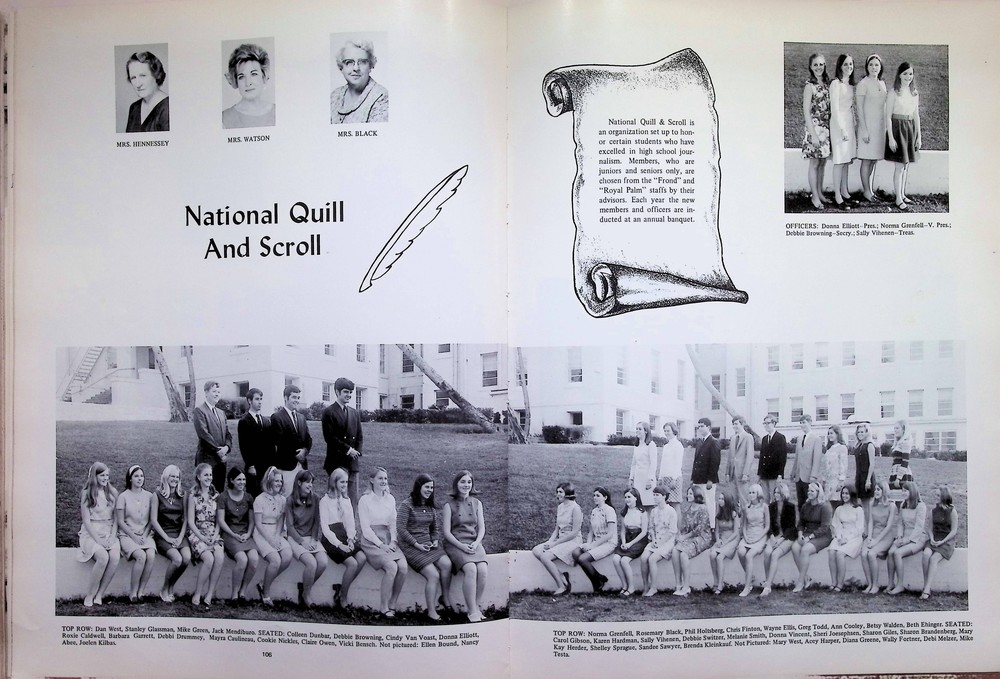 MRS. HENNESSEY
MRS. WATSON
MRS. BLACK
National Quill
And Scroll
National Quill & Scroll is
an organization set up to hon-
or certain students who have
excelled in high school jour-
nalism. Members, who are
juniors and seniors only, are
chosen from the "Frond" and
"Royal Palm" staffs by their
advisors. Each year the new
members and officers are in-
ducted at an annual banquet.
OFFICERS: Donna Elliott—Pres.; Norma Grenfell—V. Pres.;
Debbie Browning—Secry.; Sally Vihenen—Treas.
TOP ROW: Dan West, Stanley Glassman, Mike Green, Jack Mendiburo. SEATED: Colleen Dunbar, Debbie Browning, Cindy Van Voast, Donna Elliott,
Roxie Caldwell, Barbara Garrett, Debbi Drummey, Mayra Caulineau, Cookie Nickles, Claire Owen, Vicki Bensch. Not pictured: Ellen Bound, Nancy
Abee, Joelen Kilbas.
106
TOP ROW: Norma Grenfell, Rosemary Black, Phil Holtsberg, Chris Finton, Wayne Ellis, Greg Todd, Ann Cooley, Betsy Walden, Beth Ehinger. SEATED:
Carol Gibson, Karen Hardman, Sally Vihenen, Debbie Switzer, Melanie Smith, Donna Vincent, Sheri Joesephsen, Sharon Giles, Sharon Brandenberg, Mary
Kay Herder, Shelley Sprague, Sandee Sawyer, Brenda Kleinkauf. Not Pictured: Mary West, Acey Harper, Diana Greene, Wally Fortner, Debi Melzer, Mike
Testa.